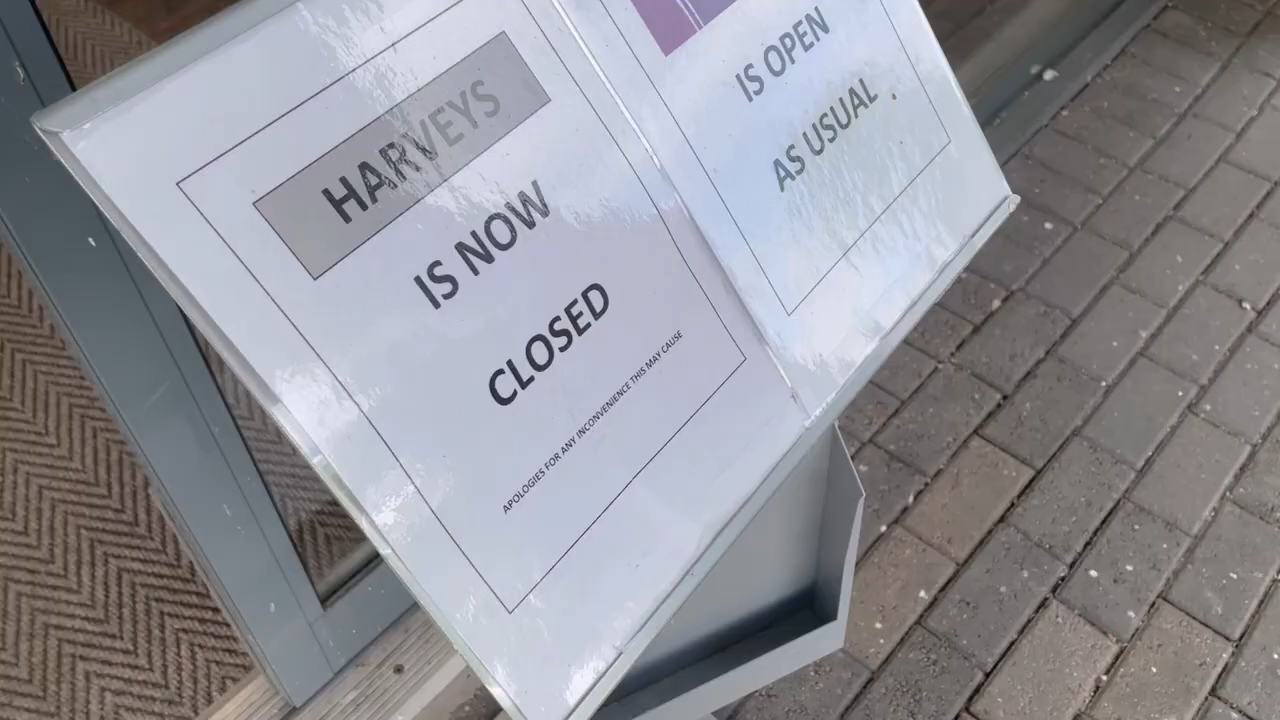 HARVEYS
IS NOW
CLOSED
APOLOGIES FOR ANY INCONVENIENCE THIS MAY CAUSE
IS OPEN
AS USUAL